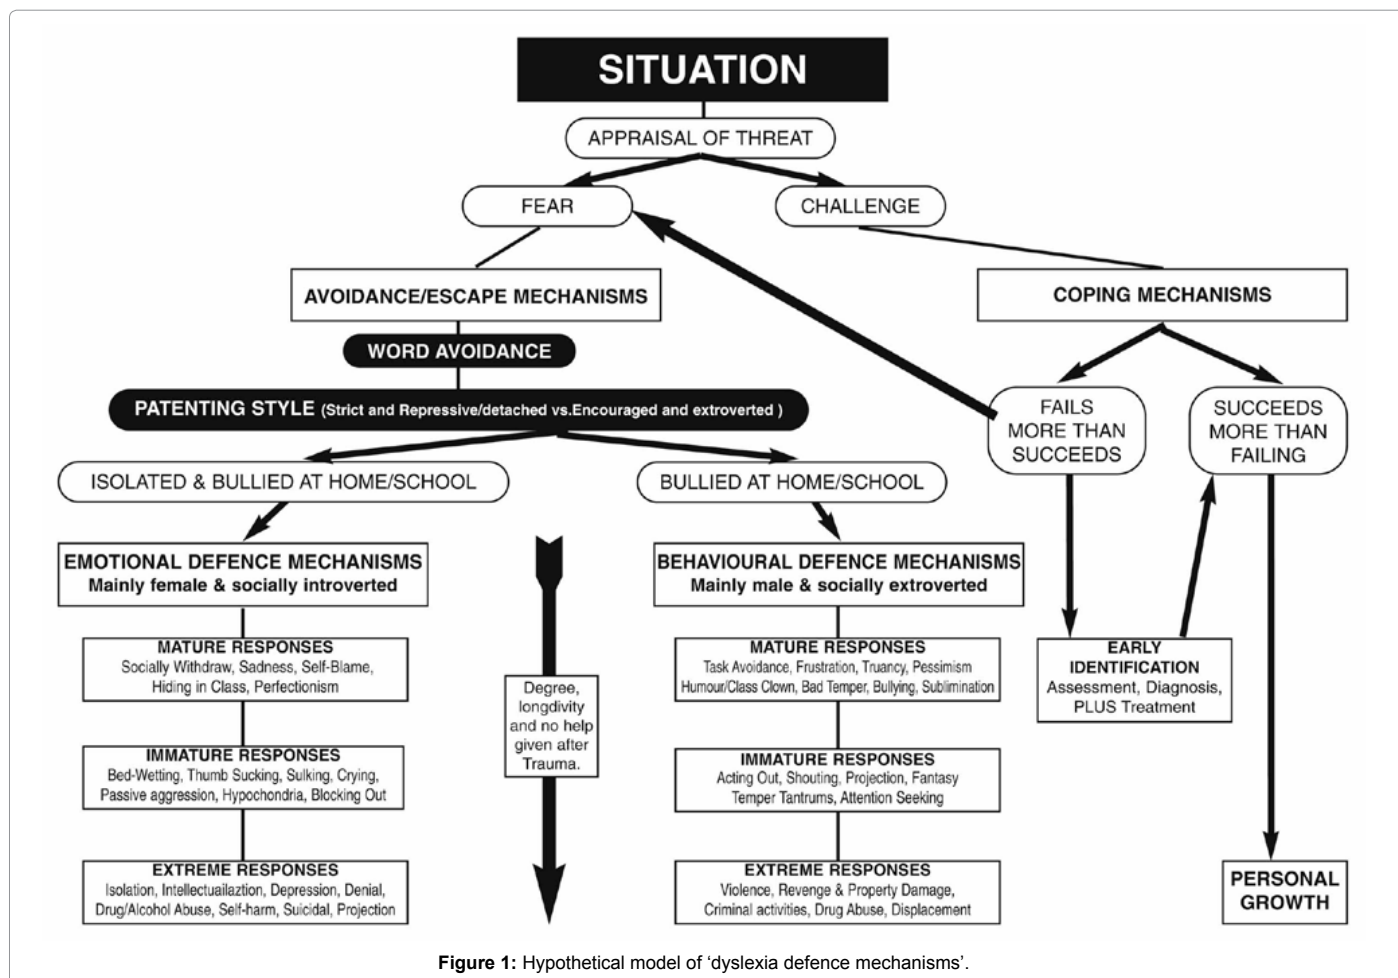 SITUATION
APPRAISAL OF THREAT
FEAR
CHALLENGE
AVOIDANCE/ESCAPE MECHANISMS
COPING MECHANISMS
WORD AVOIDANCE
PATENTING STYLE (Strict and Repressive/detached vs.Encouraged and extroverted )
FAILS
MORE THAN
SUCCEEDS
SUCCEEDS
MORE THAN
FAILING
ISOLATED & BULLIED AT HOME/SCHOOL
BULLIED AT HOME/SCHOOL
EMOTIONAL DEFENCE MECHANISMS
Mainly female & socially introverted
BEHAVIOURAL DEFENCE MECHANISMS
Mainly male & socially extroverted
MATURE RESPONSES
Socially Withdraw, Sadness, Self-Blame,
Hiding in Class, Perfectionism
MATURE RESPONSES
Task Avoidance, Frustration, Truancy, Pessimism
Humour/Class Clown, Bad Temper, Bullying, Sublimination
EARLY
IDENTIFICATION
Assessment, Diagnosis,
PLUS Treatment
Degree,
longdivity
and no help
given after
Trauma.
IMMATURE RESPONSES
Bed-Wetting, Thumb Sucking, Sulking, Crying,
Passive aggression, Hypochondria, Blocking Out
IMMATURE RESPONSES
Acting Out, Shouting, Projection, Fantasy
Temper Tantrums, Attention Seeking
EXTREME RESPONSES
Isolation, Intellectuailaztion, Depression, Denial,
Drug/Alcohol Abuse, Self-harm, Suicidal, Projection
EXTREME RESPONSES
Violence, Revenge & Property Damage,
Criminal activities, Drug Abuse, Displacement
PERSONAL
GROWTH
Figure 1: Hypothetical model of ‘dyslexia defence mechanisms’.